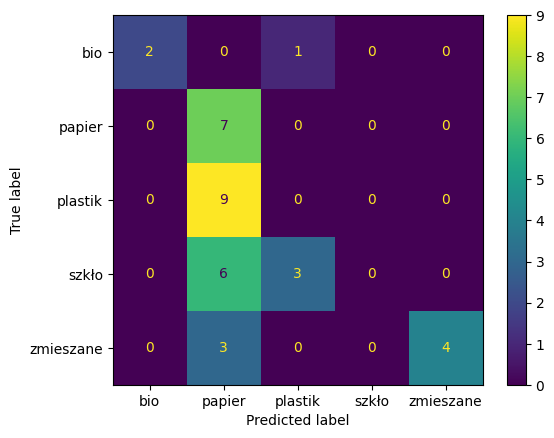 True label
bio 2 0 1 0 0
papier 0 7 0 0 0
plastik 0 9 0 0 0
szkło 0 6 3 0 0
zmieszane 0 3 0 0 4
bio papier plastik szkło zmieszane
Predicted label
9
8
7
6
5
4
3
2
1
0